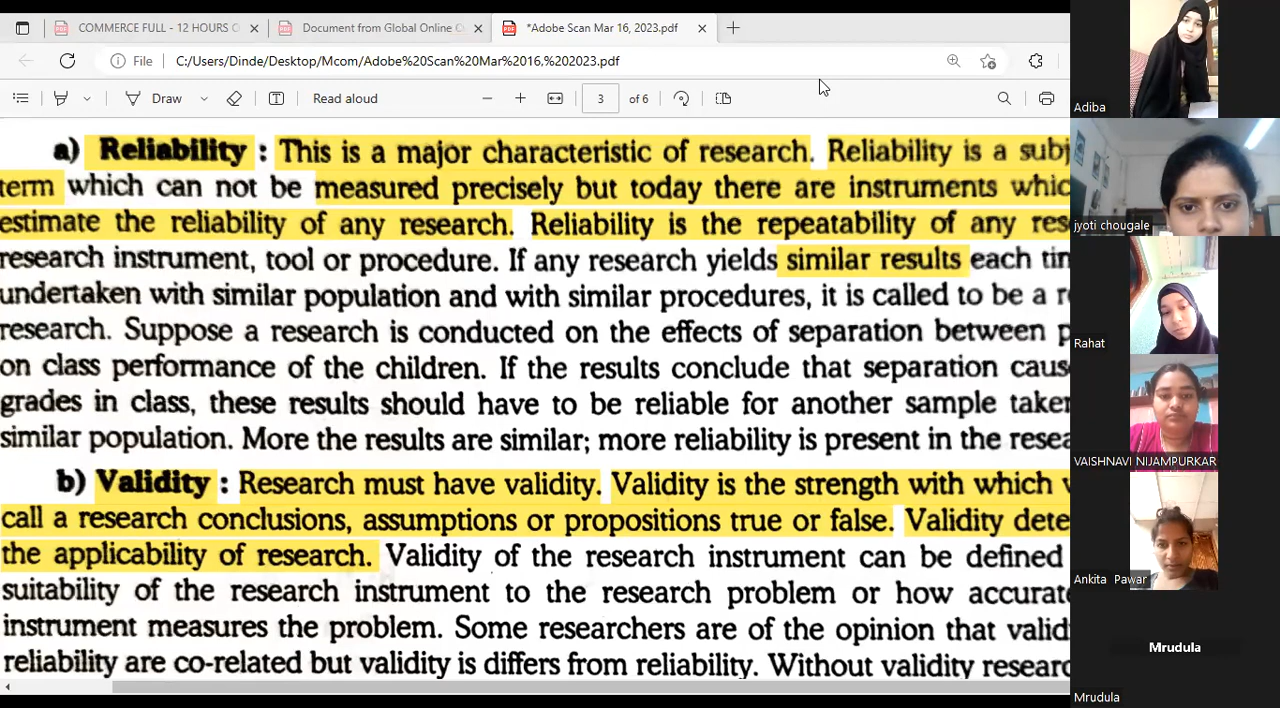 COMMERCE FULL - 12 HOURS
Document from Global Online
*Adobe Scan Mar 16, 2023.pdf
File
C:/Users/Dinde/Desktop/Mcom/Adobe%20Scan%20Mar%2016,%202023.pdf
Draw
Read aloud
3
of 6
a) Reliability : This is a major characteristic of research. Reliability is a subj
term which can not be measured precisely but today there are instruments whic
estimate the reliability of any research. Reliability is the repeatability of any res
research instrument, tool or procedure. If any research yields similar results each tim
undertaken with similar population and with similar procedures, it is called to be a r
research. Suppose a research is conducted on the effects of separation between p
on class performance of the children. If the results conclude that separation caus
grades in class, these results should have to be reliable for another sample taken
similar population. More the results are similar; more reliability is present in the resea
b) Validity : Research must have validity. Validity is the strength with which
call a research conclusions, assumptions or propositions true or false. Validity dete
the applicability of research. Validity of the research instrument can be defined
suitability of the research instrument to the research problem or how accurate
instrument measures the problem. Some researchers are of the opinion that valid
reliability are co-related but validity is differs from reliability. Without validity researc
Adiba
jyoti chougale
Rahat
VAISHNAVI NIJAMPURKAR
Ankita Pawar
Mrudula
Mrudula